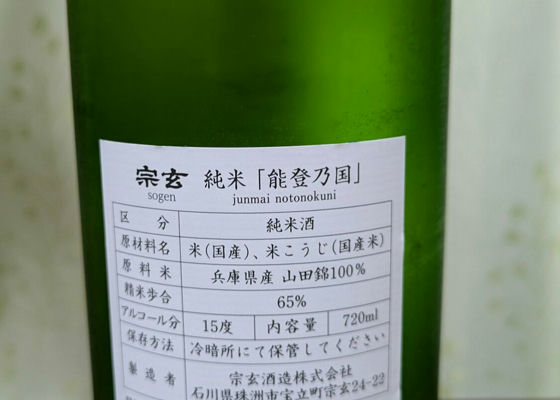 宗玄 純米「能登乃国」
sogen junmai notonokuni
区 分 純米酒
原材料名 米(国産)、米こうじ(国産米)
原料米 兵庫県産 山田錦100%
精米歩合 65%
アルコール分 15度 内容量 720ml
保存方法 冷暗所にて保管してください
製造者 宗玄酒造株式会社
石川県珠洲市宝立町宗玄24-22